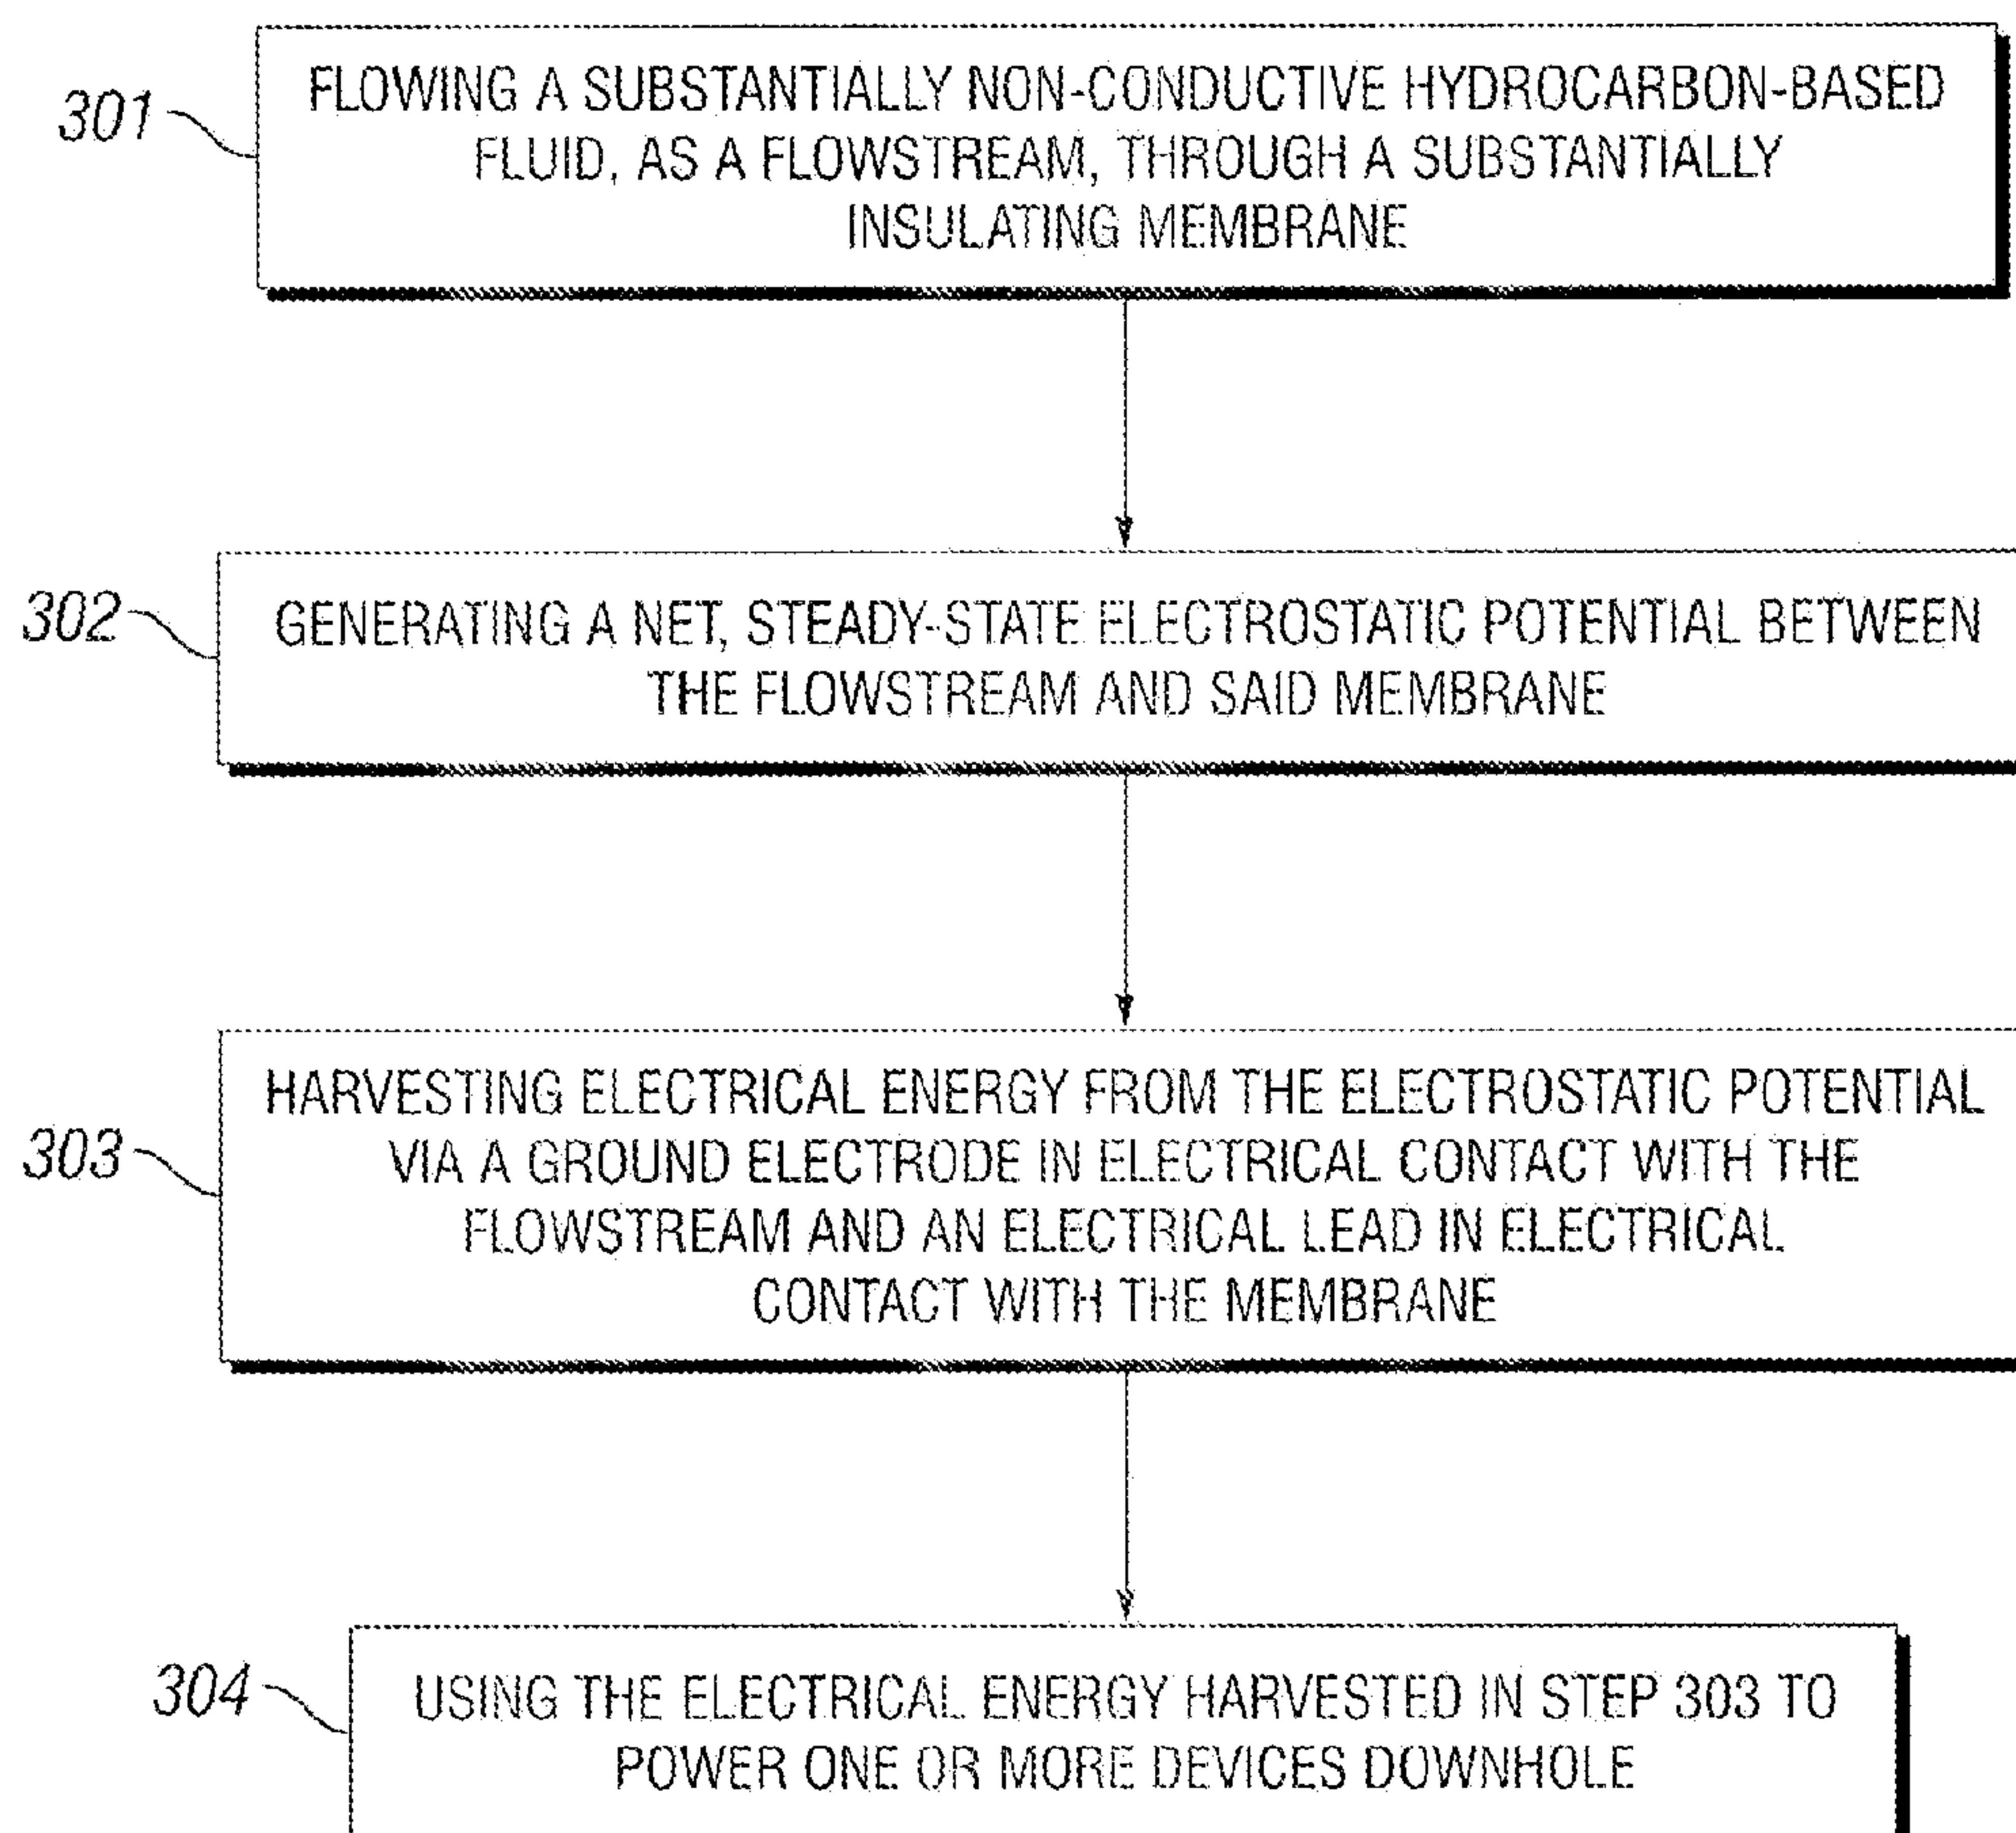 301
FLOWING A SUBSTANTIALLY NON-CONDUCTIVE HYDROCARBON-BASED
FLUID, AS A FLOWSTREAM, THROUGH A SUBSTANTIALLY
INSULATING MEMBRANE
302
GENERATING A NET, STEADY-STATE ELECTROSTATIC POTENTIAL BETWEEN
THE FLOWSTREAM AND SAID MEMBRANE
303
HARVESTING ELECTRICAL ENERGY FROM THE ELECTROSTATIC POTENTIAL
VIA A GROUND ELECTRODE IN ELECTRICAL CONTACT WITH THE
FLOWSTREAM AND AN ELECTRICAL LEAD IN ELECTRICAL
CONTACT WITH THE MEMBRANE
304
USING THE ELECTRICAL ENERGY HARVESTED IN STEP 303 TO
POWER ONE OR MORE DEVICES DOWNHOLE